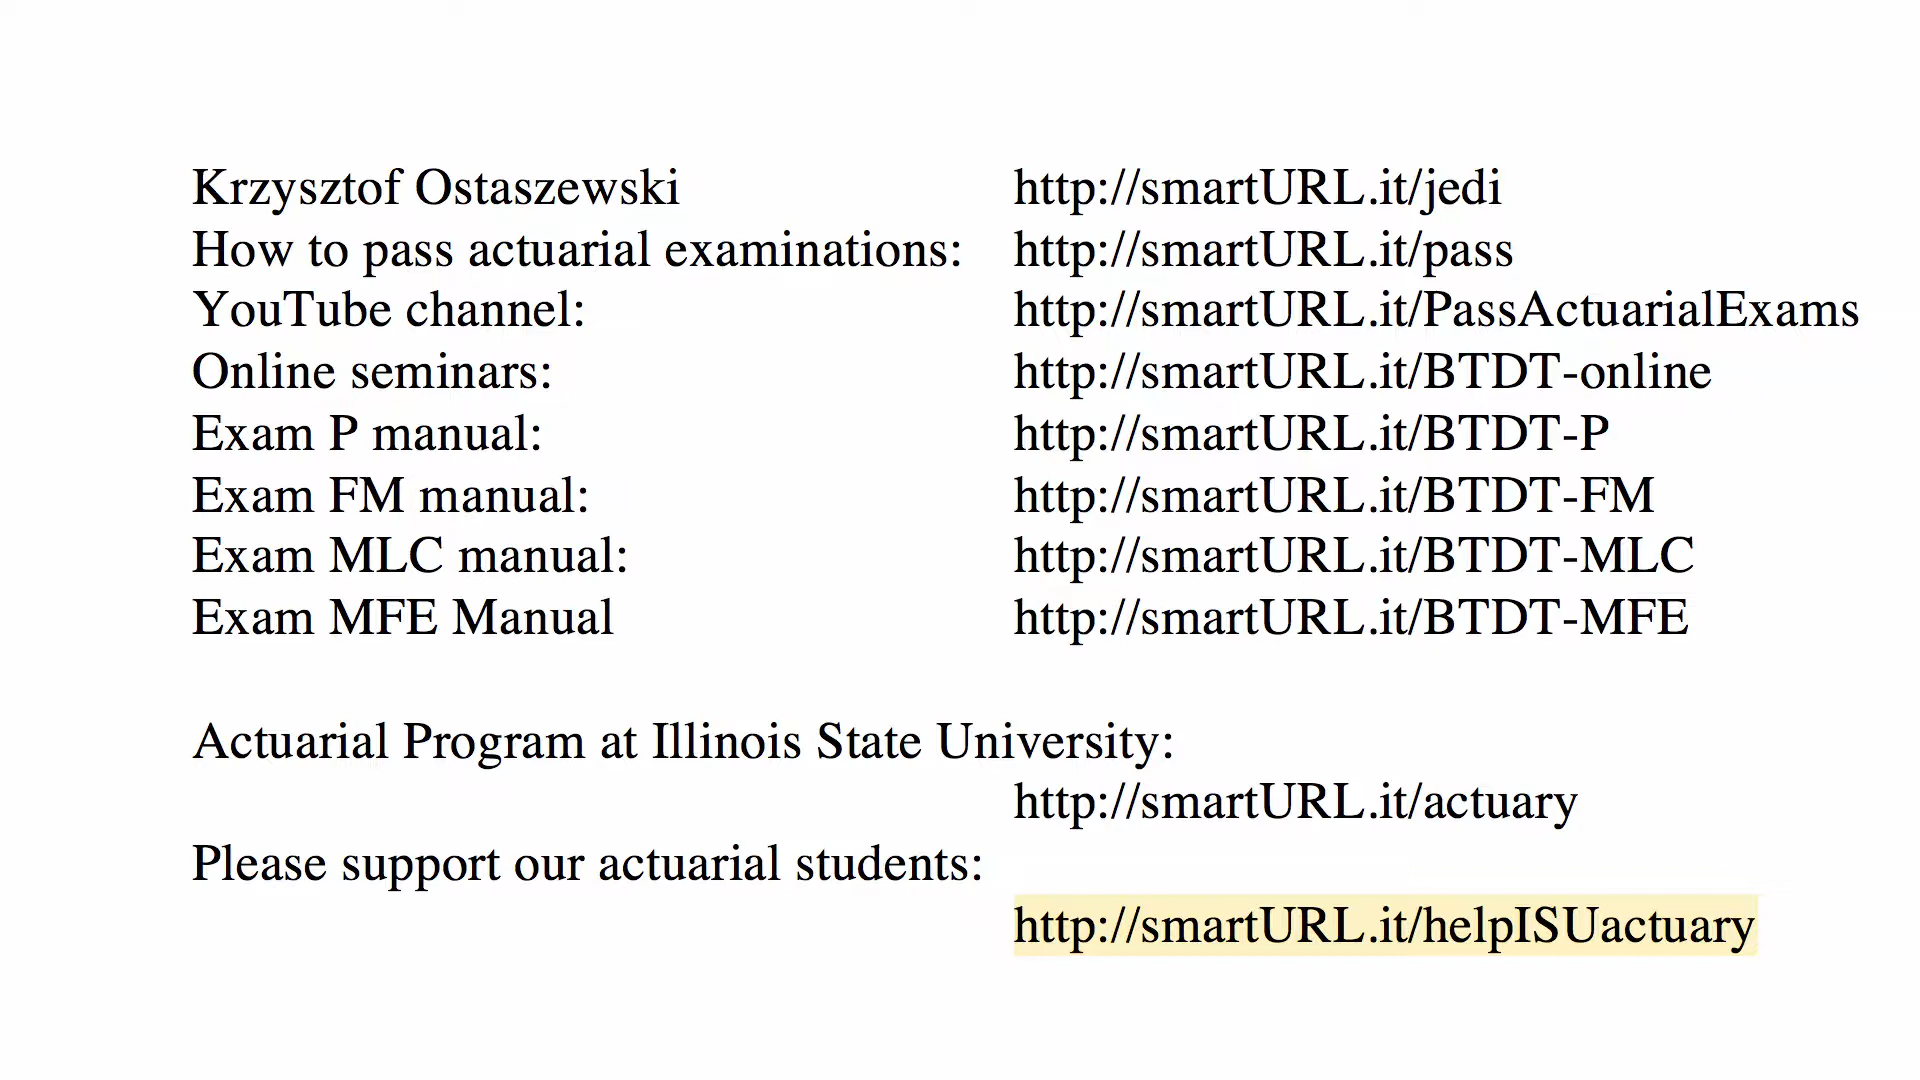 Krzysztof Ostaszewski http://smartURL.it/jedi
How to pass actuarial examinations: http://smartURL.it/pass
YouTube channel: http://smartURL.it/PassActuarialExams
Online seminars: http://smartURL.it/BTDT-online
Exam P manual: http://smartURL.it/BTDT-P
Exam FM manual: http://smartURL.it/BTDT-FM
Exam MLC manual: http://smartURL.it/BTDT-MLC
Exam MFE Manual http://smartURL.it/BTDT-MFE
Actuarial Program at Illinois State University:
http://smartURL.it/actuary
Please support our actuarial students:
http://smartURL.it/helpISUactuary